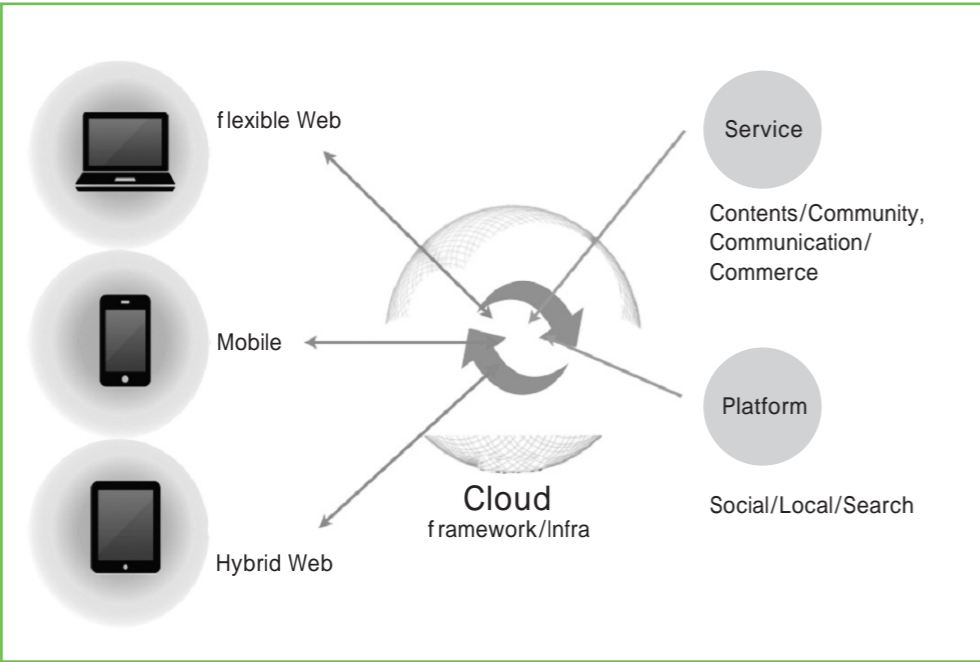 flexible Web
Service
Contents/Community,
Communication/
Commerce
Mobile
Platform
Cloud
framework/Infra
Social/Local/Search
Hybrid Web